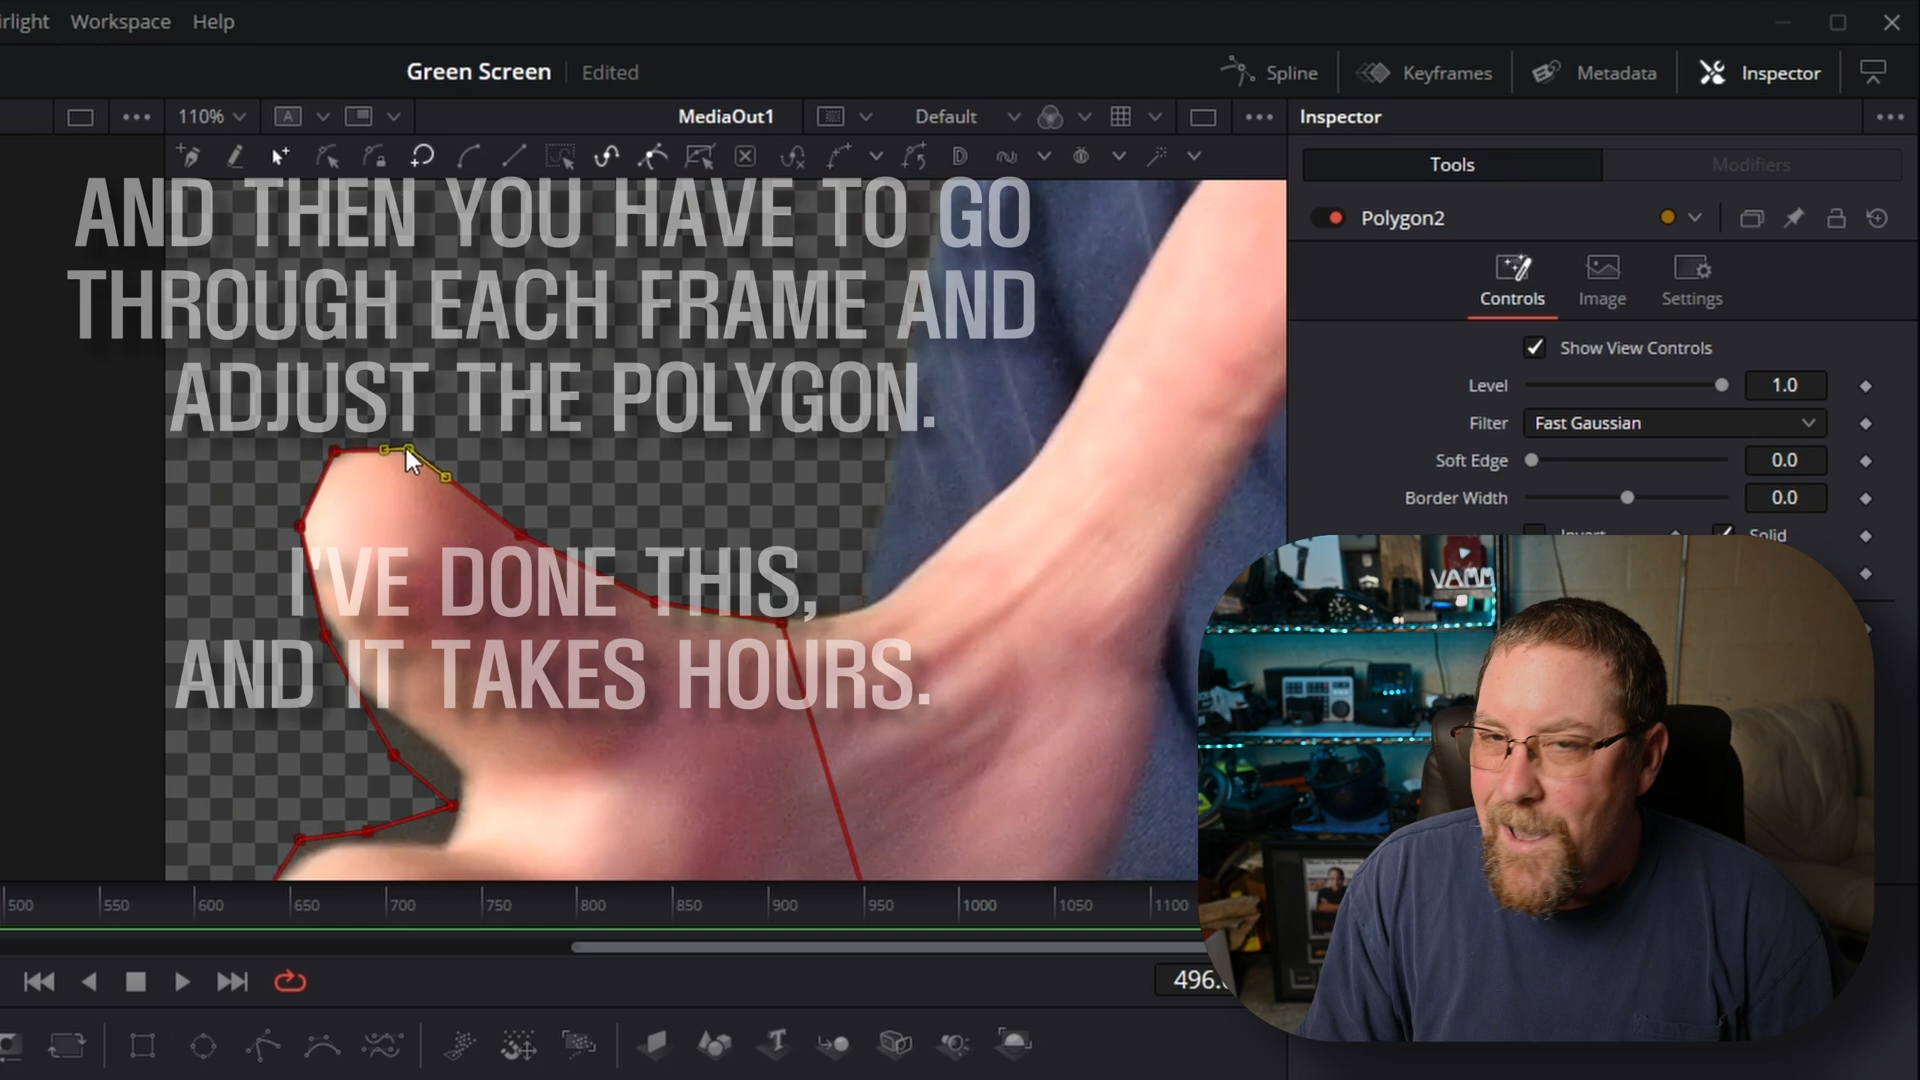 Workspace Help
Green Screen Edited
Spline Keyframes Metadata Inspector
110% A MediaOut1 Default Inspector
Tools Modifiers
AND THEN YOU HAVE TO GO
THROUGH EACH FRAME AND
ADJUST THE POLYGON.
I'VE DONE THIS,
AND IT TAKES HOURS.
Polygon2
Controls Image Settings
Show View Controls
Level 1.0
Filter Fast Gaussian
Soft Edge 0.0
Border Width 0.0
Solid
VAMM
500 550 600 650 700 750 800 850 900 950 1000 1050 1100